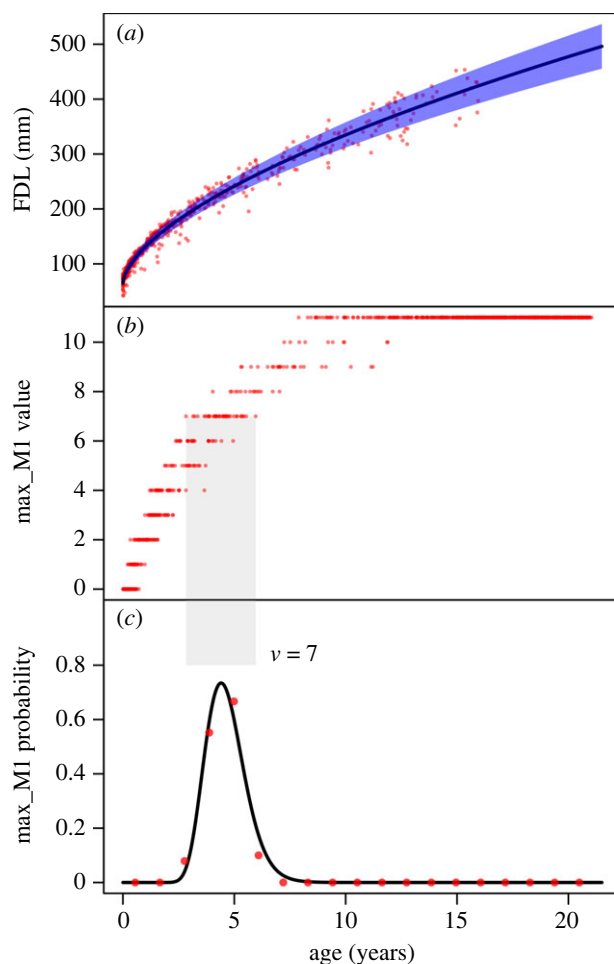 (a)
500
400
300
200
100
FDL (mm)
(b)
10
8
6
4
2
0
max_M1 value
(c)
v = 7
0.8
0.6
0.4
0.2
0
max_M1 probability
0 5 10 15 20
age (years)